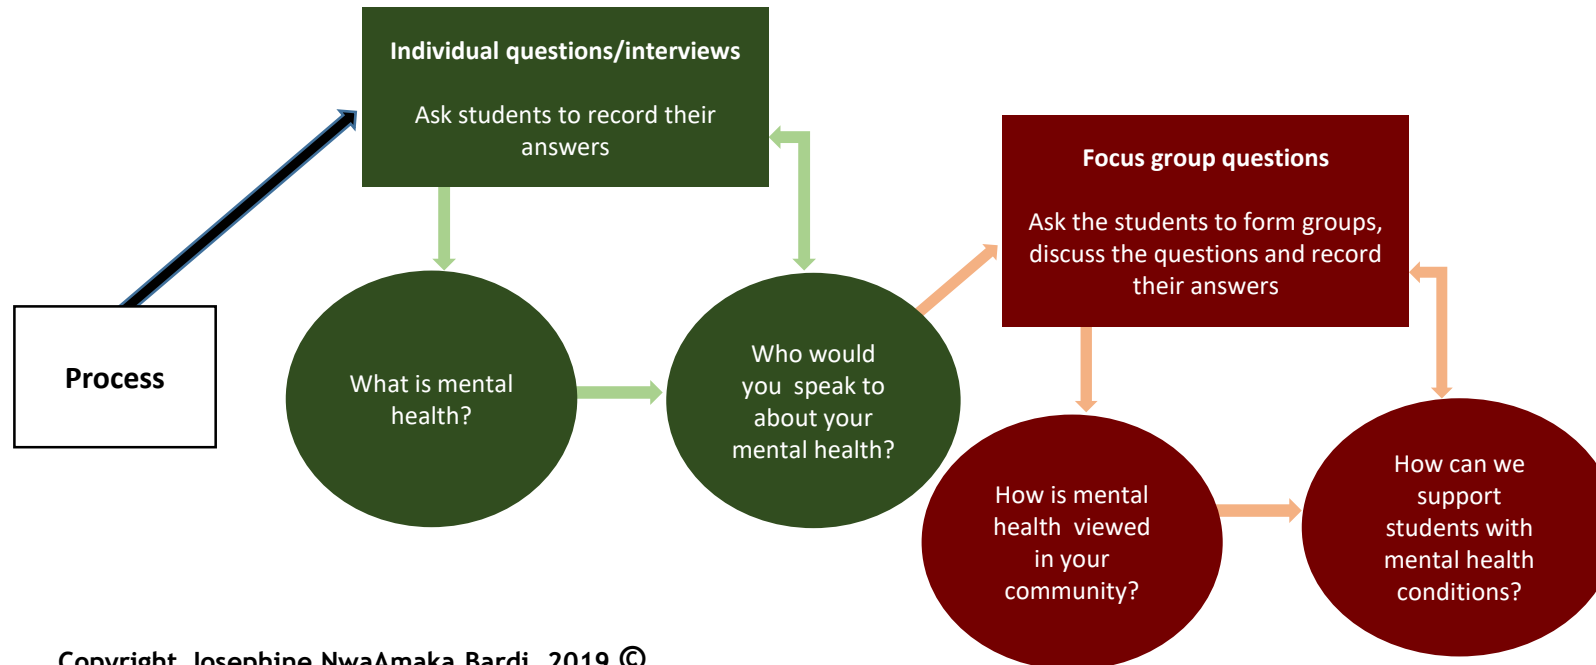 Individual questions/interviews
Ask students to record their
answers
Focus group questions
Ask the students to form groups,
discuss the questions and record
their answers
Process
What is mental
health?
Who would
you  speak to
about your
mental health?
How is mental
health  viewed
in your
community?
How can we
support
students with
mental health
conditions?
Copyright Josephine NwaAmaka Bardi, 2019 ©